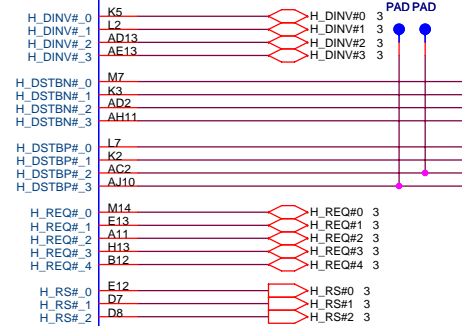 PAD PAD
H_DINV#_0 K5 H_DINV#0 3
H_DINV#_1 L2 H_DINV#1 3
H_DINV#_2 AD13 H_DINV#2 3
H_DINV#_3 AE13 H_DINV#3 3
H_DSTBN#_0 M7
H_DSTBN#_1 K3
H_DSTBN#_2 AD2
H_DSTBN#_3 AH11
H_DSTBP#_0 L7
H_DSTBP#_1 K2
H_DSTBP#_2 AC2
H_DSTBP#_3 AJ10
H_REQ#_0 M14 H_REQ#0 3
H_REQ#_1 E13 H_REQ#1 3
H_REQ#_2 A11 H_REQ#2 3
H_REQ#_3 H13 H_REQ#3 3
H_REQ#_4 B12 H_REQ#4 3
H_RS#_0 E12 H_RS#0 3
H_RS#_1 D7 H_RS#1 3
H_RS#_2 D8 H_RS#2 3